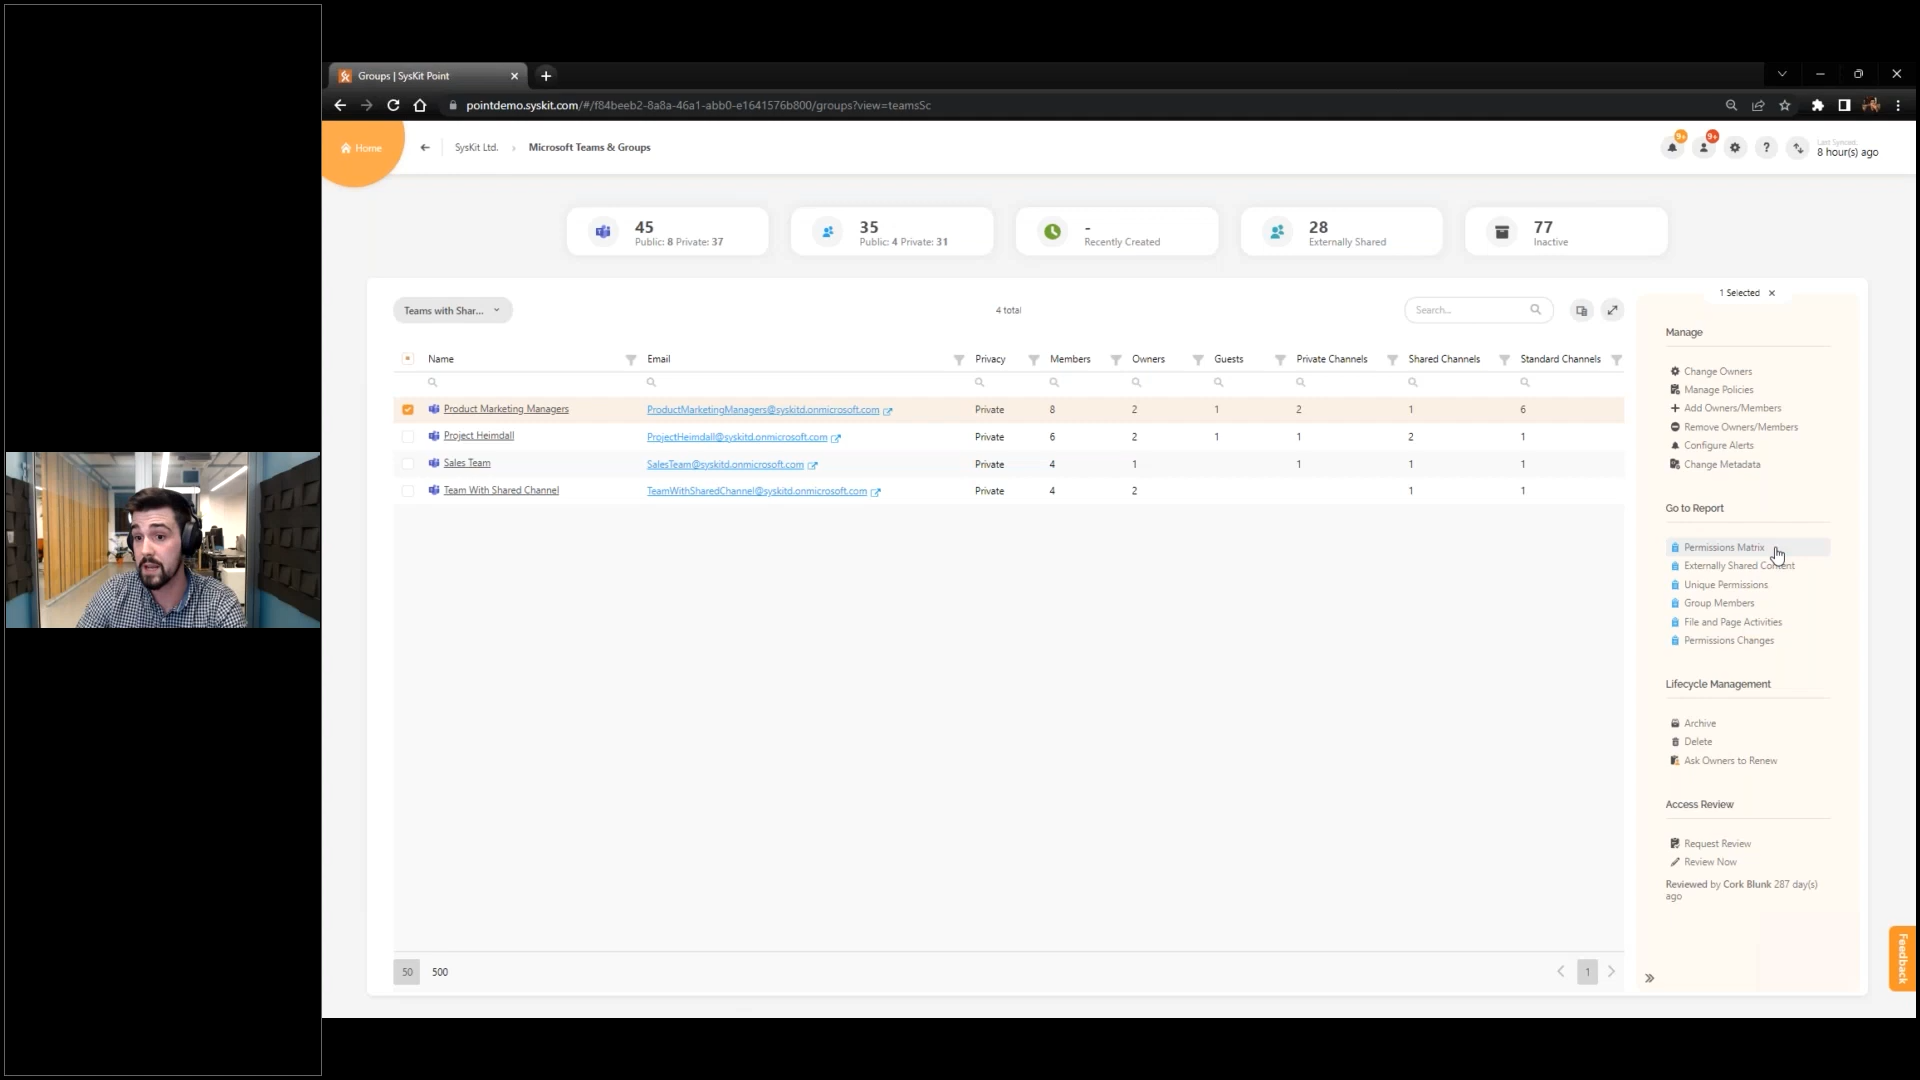 Groups | SysKit Point
pointdemo.syskit.com/#/f84beeb2-8a8a-46a1-abb0-e1641576b800/groups?view=teamsSc
Home
SysKit Ltd. › Microsoft Teams & Groups
9+ 9+ ? Last Synced...
8 hour(s) ago
45
Public: 8 Private: 37
35
Public: 4 Private: 31
-
Recently Created
28
Externally Shared
77
Inactive
Teams with Shar...
4 total
Search...
Name Email Privacy Members Owners Guests Private Channels Shared Channels Standard Channels
Product Marketing Managers ProductMarketingManagers@syskitd.onmicrosoft.com Private 8 2 1 2 1 6
Project Heimdall ProjectHeimdall@syskitd.onmicrosoft.com Private 6 2 1 1 2 1
Sales Team SalesTeam@syskitd.onmicrosoft.com Private 4 1 1 1 1
Team With Shared Channel TeamWithSharedChannel@syskitd.onmicrosoft.com Private 4 2 1 1
50 500
1
1 Selected
Manage
Change Owners
Manage Policies
Add Owners/Members
Remove Owners/Members
Configure Alerts
Change Metadata
Go to Report
Permissions Matrix
Externally Shared Content
Unique Permissions
Group Members
File and Page Activities
Permissions Changes
Lifecycle Management
Archive
Delete
Ask Owners to Renew
Access Review
Request Review
Review Now
Reviewed by Cork Blunk 287 day(s)
ago
Feedback